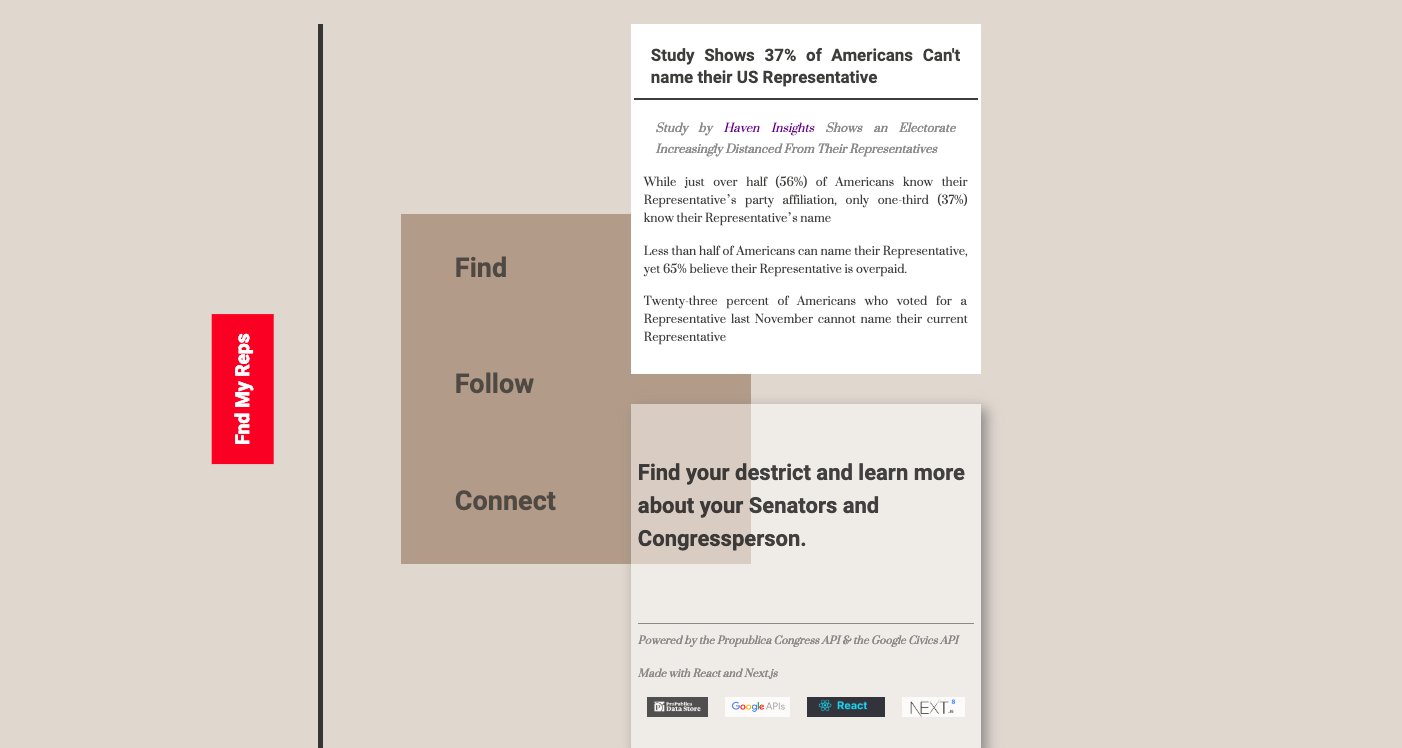 Study Shows 37% of Americans Can't
name their US Representative
Study by Haven Insights Shows an Electorate
Increasingly Distanced From Their Representatives
While just over half (56%) of Americans know their
Representative’s party affiliation, only one-third (37%)
know their Representative’s name
Less than half of Americans can name their Representative,
yet 65% believe their Representative is overpaid.
Twenty-three percent of Americans who voted for a
Representative last November cannot name their current
Representative
Find
Follow
Connect
Fnd My Reps
Find your destrict and learn more
about your Senators and
Congressperson.
Powered by the Propublica Congress API & the Google Civics API
Made with React and Next.js
ProPublica
Data Store
Google APIs
React
NEXT.js 8